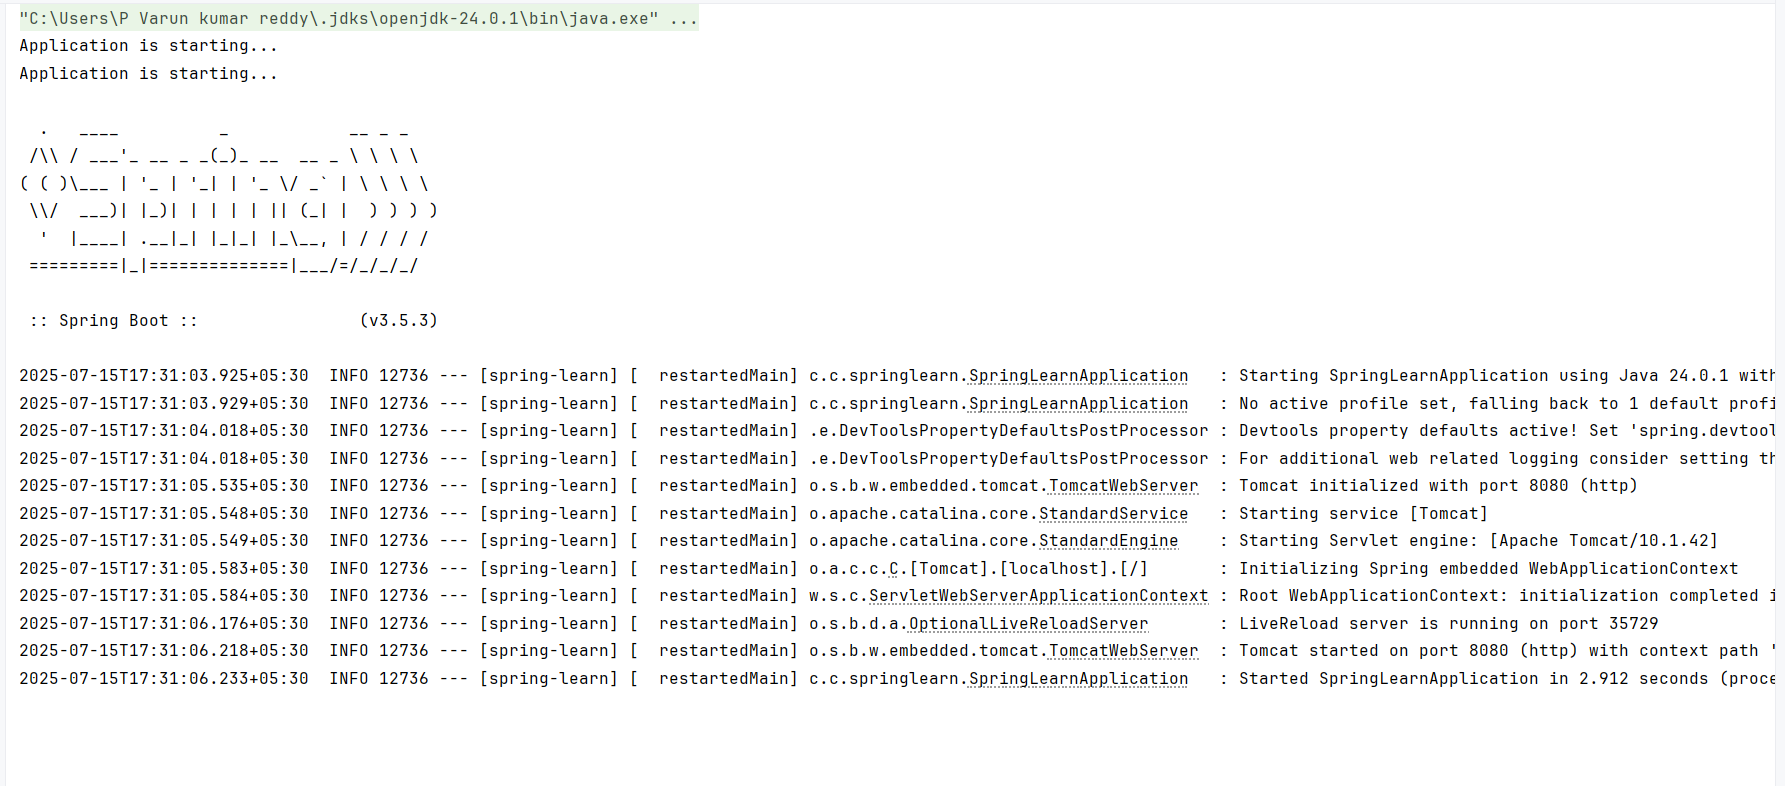 "C:\Users\P Varun kumar reddy\.jdks\openjdk-24.0.1\bin\java.exe" ...
Application is starting...
Application is starting...
  .   ____          _            __ _ _
 /\\ / ___'_ __ _ _(_)_ __  __ _ \ \ \ \
( ( )\___ | '_ | '_| | '_ \/ _` | \ \ \ \
 \\/  ___)| |_)| | | | | || (_| |  ) ) ) )
  '  |____| .__|_| |_|_| |_\__, | / / / /
 =========|_|==============|___/=/_/_/_/
 :: Spring Boot ::                (v3.5.3)
2025-07-15T17:31:03.925+05:30  INFO 12736 --- [spring-learn] [  restartedMain] c.c.springlearn.SpringLearnApplication   : Starting SpringLearnApplication using Java 24.0.1 with
2025-07-15T17:31:03.929+05:30  INFO 12736 --- [spring-learn] [  restartedMain] c.c.springlearn.SpringLearnApplication   : No active profile set, falling back to 1 default profi
2025-07-15T17:31:04.018+05:30  INFO 12736 --- [spring-learn] [  restartedMain] .e.DevToolsPropertyDefaultsPostProcessor : Devtools property defaults active! Set 'spring.devtool
2025-07-15T17:31:04.018+05:30  INFO 12736 --- [spring-learn] [  restartedMain] .e.DevToolsPropertyDefaultsPostProcessor : For additional web related logging consider setting th
2025-07-15T17:31:05.535+05:30  INFO 12736 --- [spring-learn] [  restartedMain] o.s.b.w.embedded.tomcat.TomcatWebServer  : Tomcat initialized with port 8080 (http)
2025-07-15T17:31:05.548+05:30  INFO 12736 --- [spring-learn] [  restartedMain] o.apache.catalina.core.StandardService   : Starting service [Tomcat]
2025-07-15T17:31:05.549+05:30  INFO 12736 --- [spring-learn] [  restartedMain] o.apache.catalina.core.StandardEngine    : Starting Servlet engine: [Apache Tomcat/10.1.42]
2025-07-15T17:31:05.583+05:30  INFO 12736 --- [spring-learn] [  restartedMain] o.a.c.c.C.[Tomcat].[localhost].[/]       : Initializing Spring embedded WebApplicationContext
2025-07-15T17:31:05.584+05:30  INFO 12736 --- [spring-learn] [  restartedMain] w.s.c.ServletWebServerApplicationContext : Root WebApplicationContext: initialization completed i
2025-07-15T17:31:06.176+05:30  INFO 12736 --- [spring-learn] [  restartedMain] o.s.b.d.a.OptionalLiveReloadServer       : LiveReload server is running on port 35729
2025-07-15T17:31:06.218+05:30  INFO 12736 --- [spring-learn] [  restartedMain] o.s.b.w.embedded.tomcat.TomcatWebServer  : Tomcat started on port 8080 (http) with context path '
2025-07-15T17:31:06.233+05:30  INFO 12736 --- [spring-learn] [  restartedMain] c.c.springlearn.SpringLearnApplication   : Started SpringLearnApplication in 2.912 seconds (proce